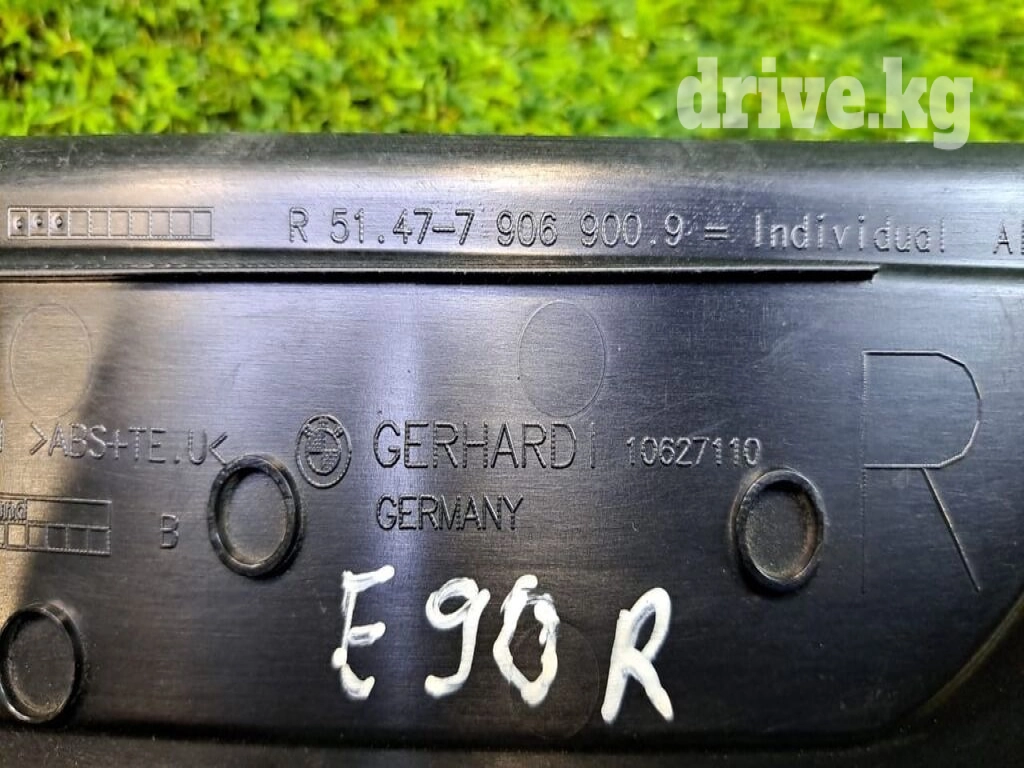 drive.kg
R 51.47-7 906 900.9 = Individual
>ABS+TE.U<
GERHARDI 10627110
GERMANY
B
R
E90R